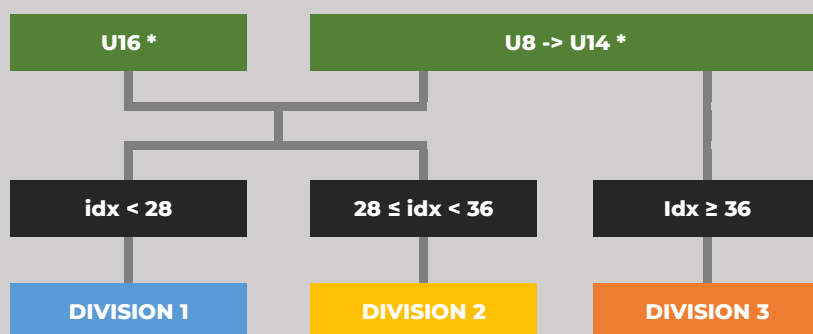 U16 *
U8 -> U14 *
idx < 28
28 ≤ idx < 36
Idx ≥ 36
DIVISION 1
DIVISION 2
DIVISION 3